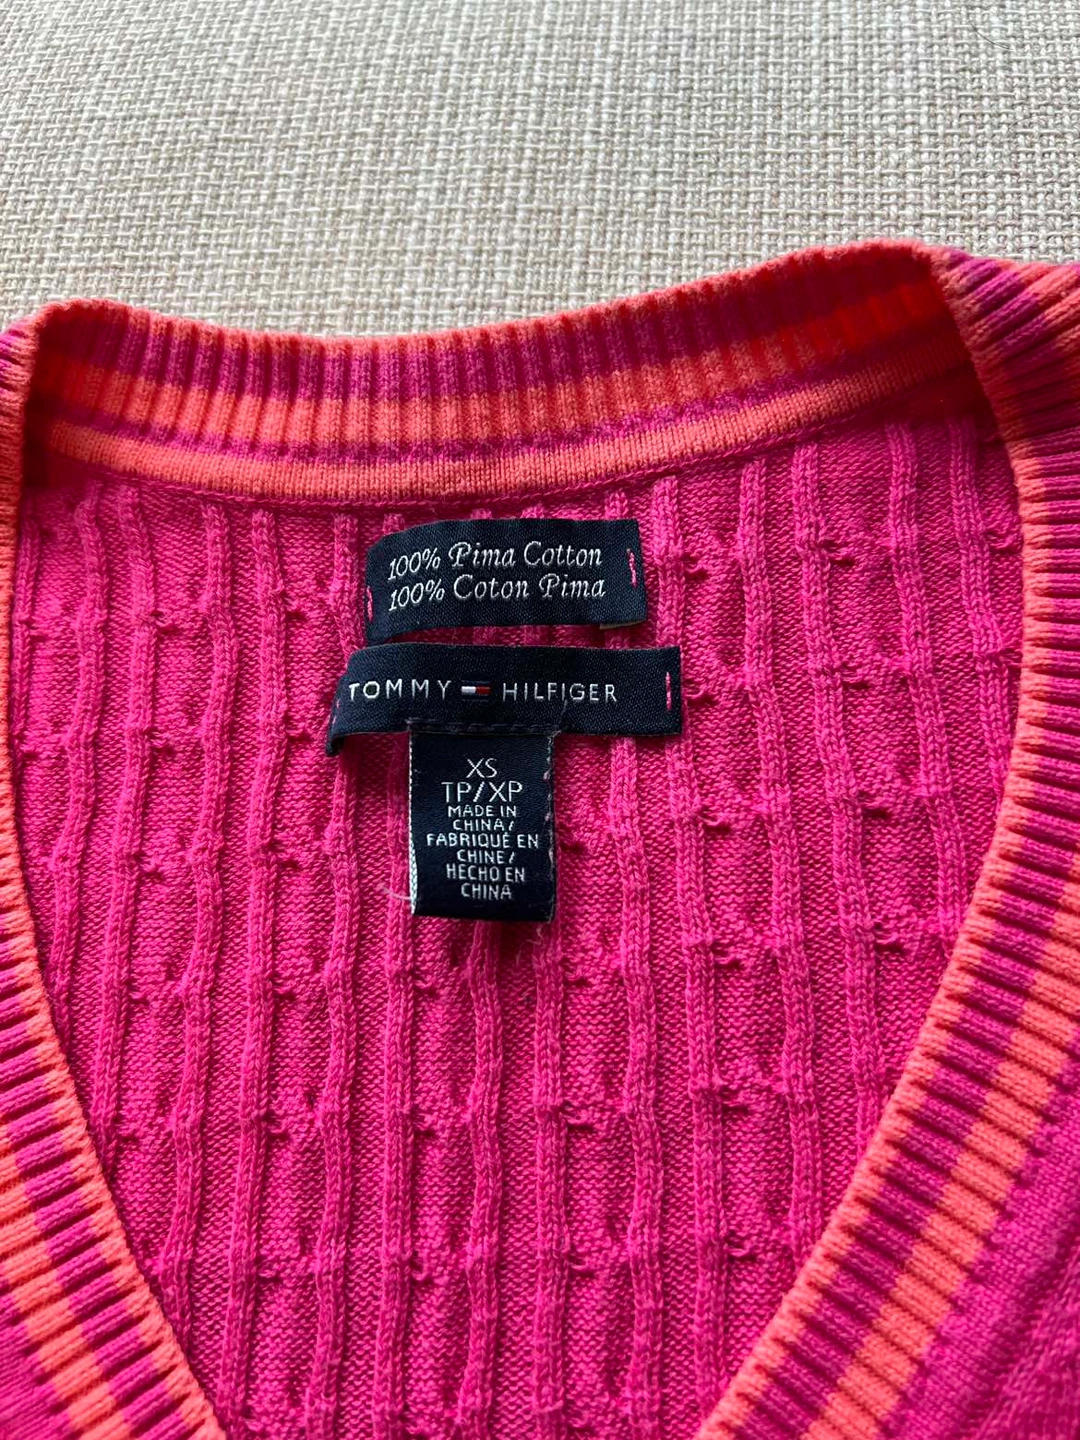 100% Pima Cotton
100% Coton Pima
TOMMY HILFIGER
XS
TP/XP
MADE IN
CHINA/
FABRIQUÉ EN
CHINE/
HECHO EN
CHINA